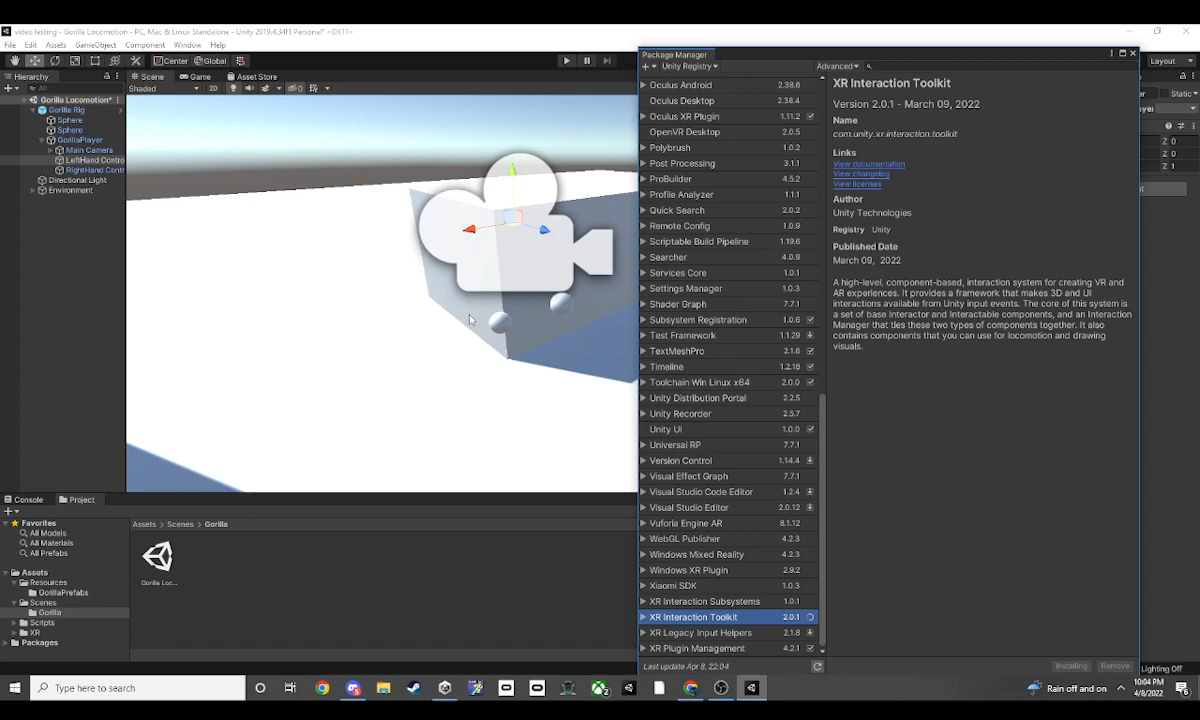 video testing - Gorilla Locomotion - PC, Mac & Linux Standalone - Unity 2019.4.34f1 Personal* <DX11>
File Edit Assets GameObject Component Window Help
Center Global
Layout
Hierarchy
Scene Game Asset Store
Static
All
Shaded 2D 0
Gorilla Locomotion*
Gorilla Rig
Sphere
Sphere
GorillaPlayer
Main Camera
LeftHand Contro
RightHand Contr
Directional Light
Environment
Z 0
Z 0
Z 1
Package Manager
+ Unity Registry Advanced
Oculus Android 2.38.6
Oculus Desktop 2.38.4
Oculus XR Plugin 1.11.2
OpenVR Desktop 2.0.5
Polybrush 1.0.2
Post Processing 3.1.1
ProBuilder 4.5.2
Profile Analyzer 1.1.1
Quick Search 2.0.2
Remote Config 1.0.9
Scriptable Build Pipeline 1.19.6
Searcher 4.0.9
Services Core 1.0.1
Settings Manager 1.0.3
Shader Graph 7.7.1
Subsystem Registration 1.0.6
Test Framework 1.1.29
TextMeshPro 2.1.6
Timeline 1.2.18
Toolchain Win Linux x64 2.0.0
Unity Distribution Portal 2.2.5
Unity Recorder 2.5.7
Unity UI 1.0.0
Universal RP 7.7.1
Version Control 1.14.4
Visual Effect Graph 7.7.1
Visual Studio Code Editor 1.2.4
Visual Studio Editor 2.0.12
Vuforia Engine AR 8.1.12
WebGL Publisher 4.2.3
Windows Mixed Reality 4.2.3
Windows XR Plugin 2.9.2
Xiaomi SDK 1.0.3
XR Interaction Subsystems 1.0.1
XR Interaction Toolkit 2.0.1
XR Legacy Input Helpers 2.1.8
XR Plugin Management 4.2.1
Last update Apr 8, 22:04
XR Interaction Toolkit
Version 2.0.1 - March 09, 2022
Name
com.unity.xr.interaction.toolkit
Links
View documentation
View changelog
View licenses
Author
Unity Technologies
Registry Unity
Published Date
March 09, 2022
A high-level, component-based, interaction system for creating VR and
AR experiences. It provides a framework that makes 3D and UI
interactions available from Unity input events. The core of this system is
a set of base Interactor and Interactable components, and an Interaction
Manager that ties these two types of components together. It also
contains components that you can use for locomotion and drawing
visuals.
Installing Remove
Console Project
Favorites
All Models
All Materials
All Prefabs
Assets
Resources
GorillaPrefabs
Scenes
Gorilla
Scripts
XR
Packages
Assets > Scenes > Gorilla
Gorilla Loc...
Lighting Off
Type here to search
Rain off and on
10:04 PM
4/8/2022